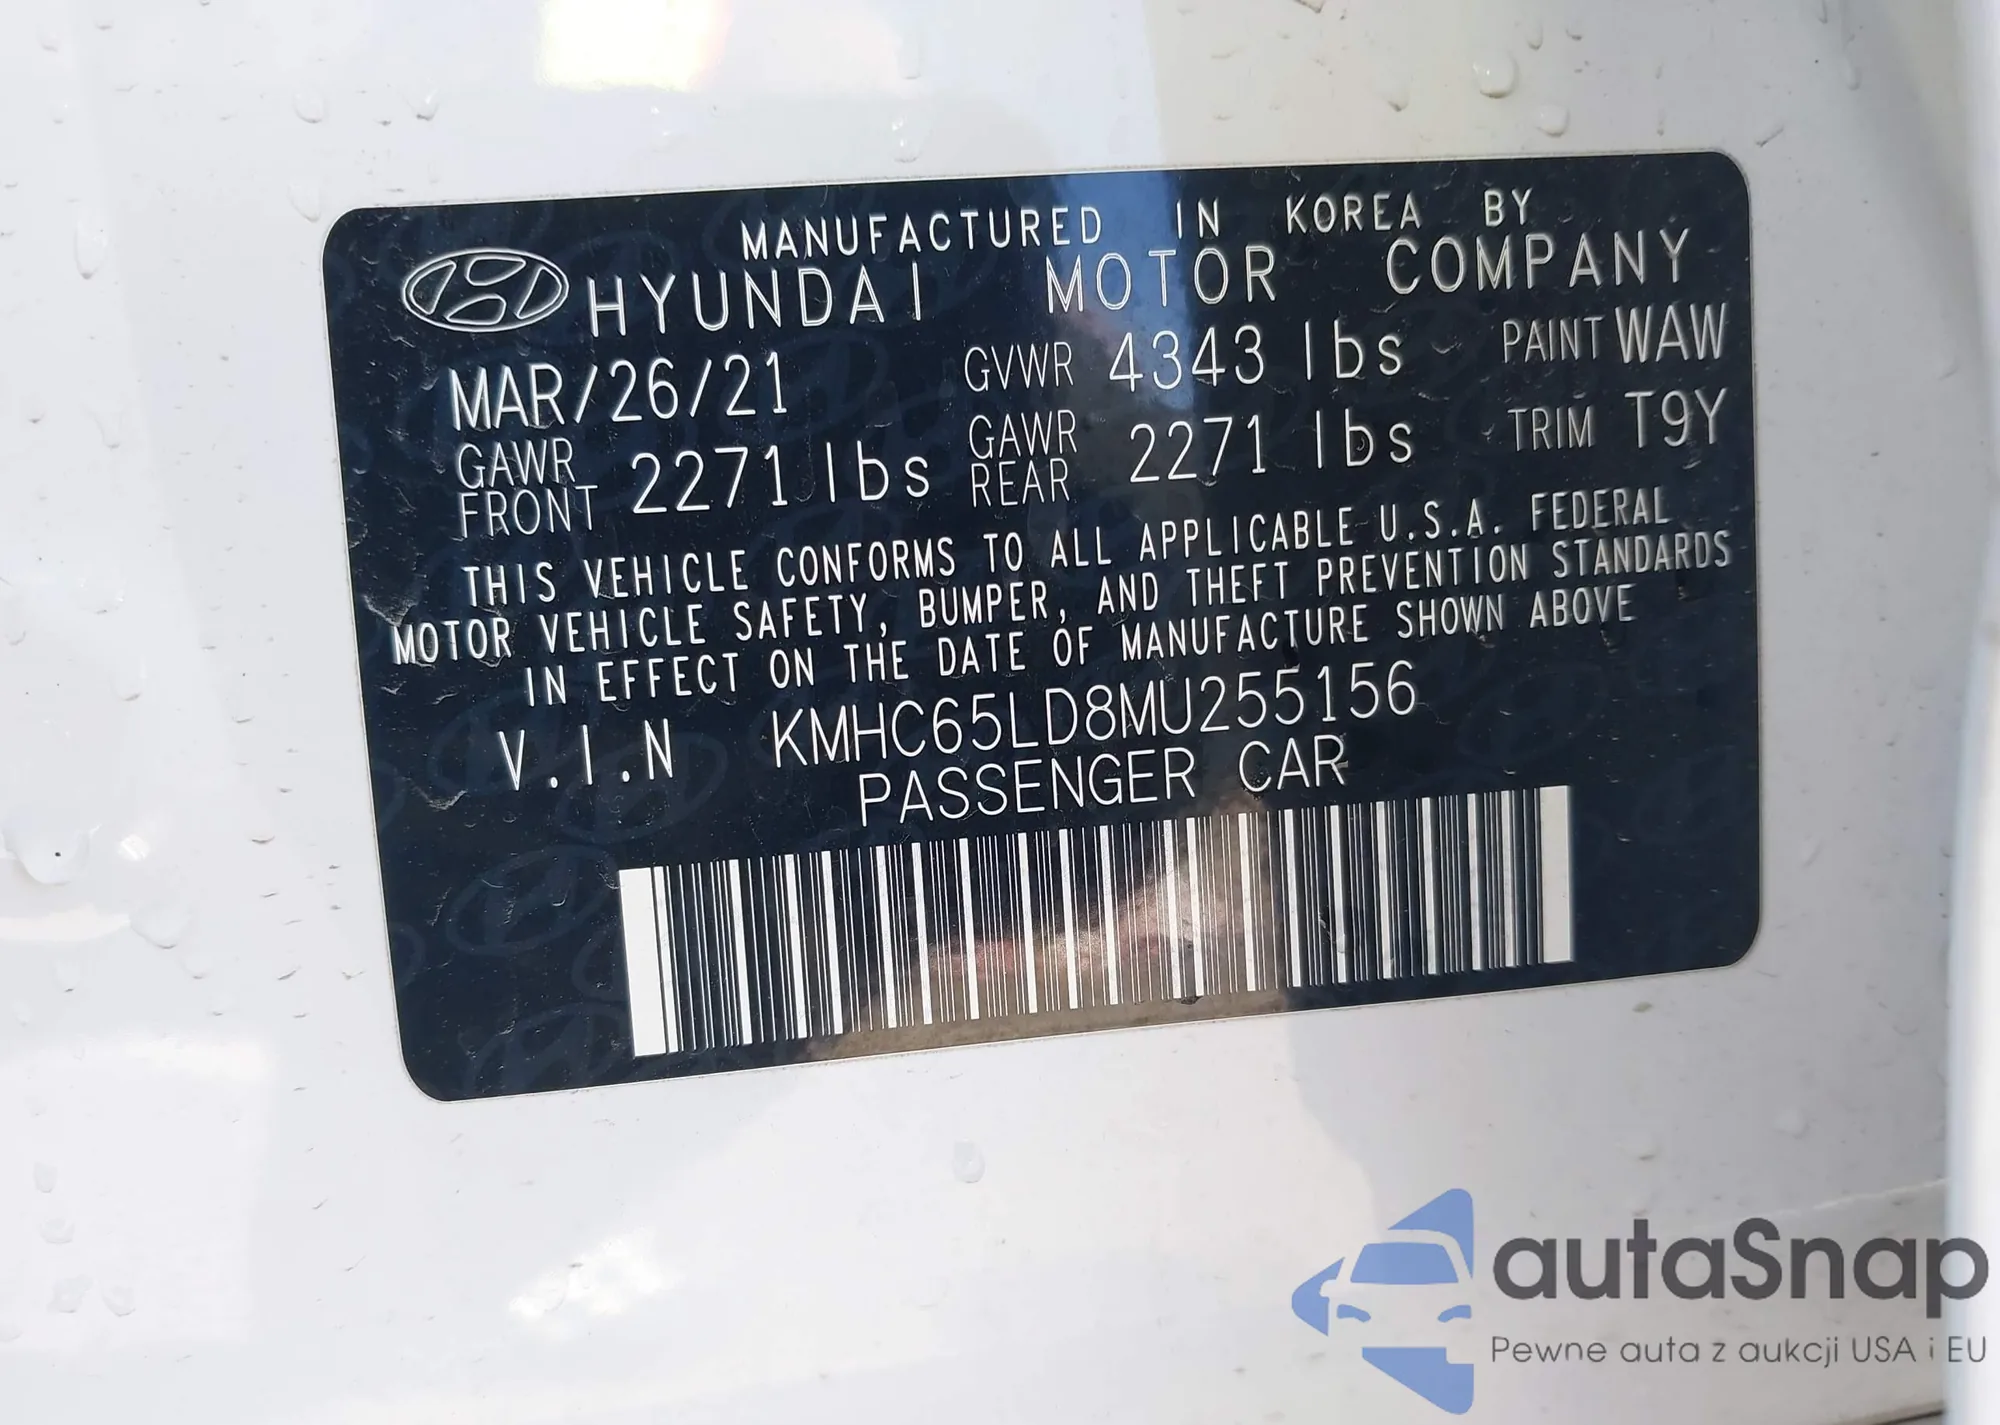 MANUFACTURED IN KOREA BY
HYUNDAI MOTOR COMPANY
MAR/26/21 GVWR 4343 lbs PAINT WAW
GAWR FRONT 2271 lbs GAWR REAR 2271 lbs TRIM T9Y
THIS VEHICLE CONFORMS TO ALL APPLICABLE U.S.A. FEDERAL
MOTOR VEHICLE SAFETY, BUMPER, AND THEFT PREVENTION STANDARDS
IN EFFECT ON THE DATE OF MANUFACTURE SHOWN ABOVE
V.I.N KMHC65LD8MU255156
PASSENGER CAR
autaSnap
Pewne auta z aukcji USA i EU